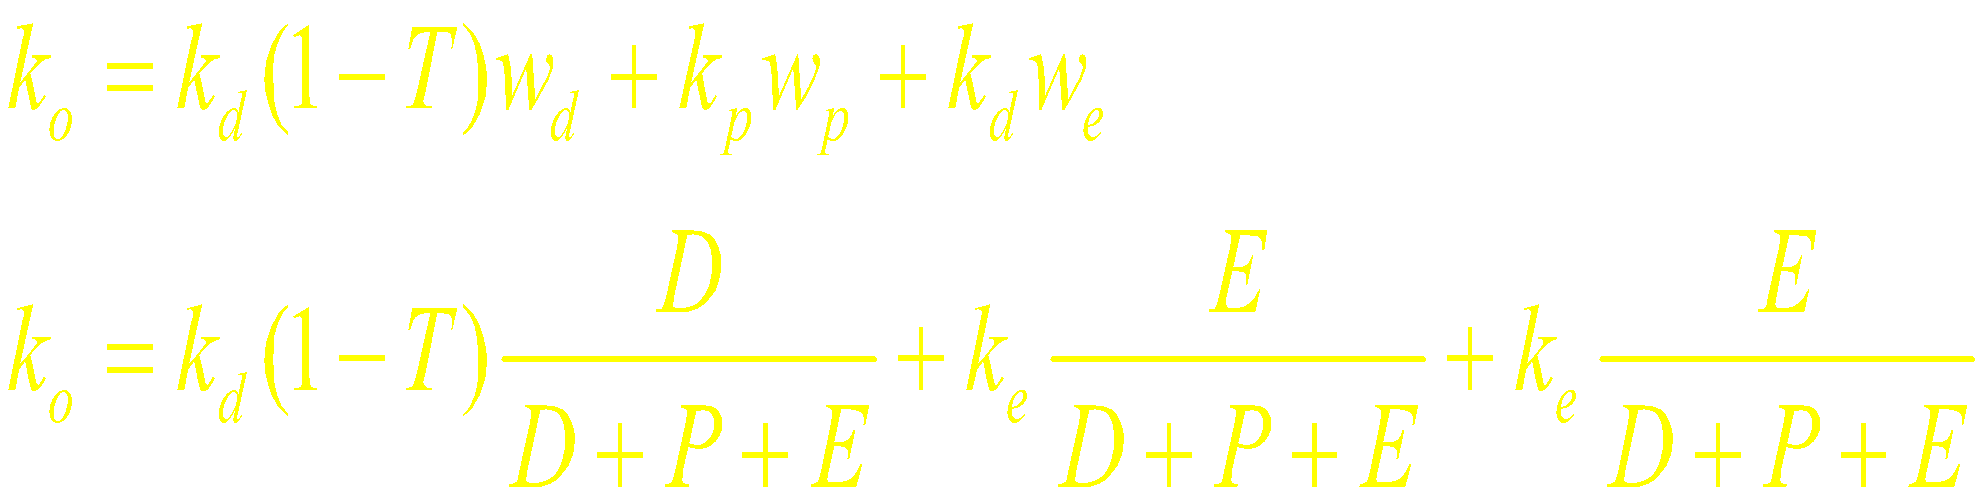 k_o = k_d(1 − T)w_d + k_p w_p + k_d w_e
k_o = k_d(1 − T) D/(D + P + E) + k_e E/(D + P + E) + k_e E/(D + P + E)